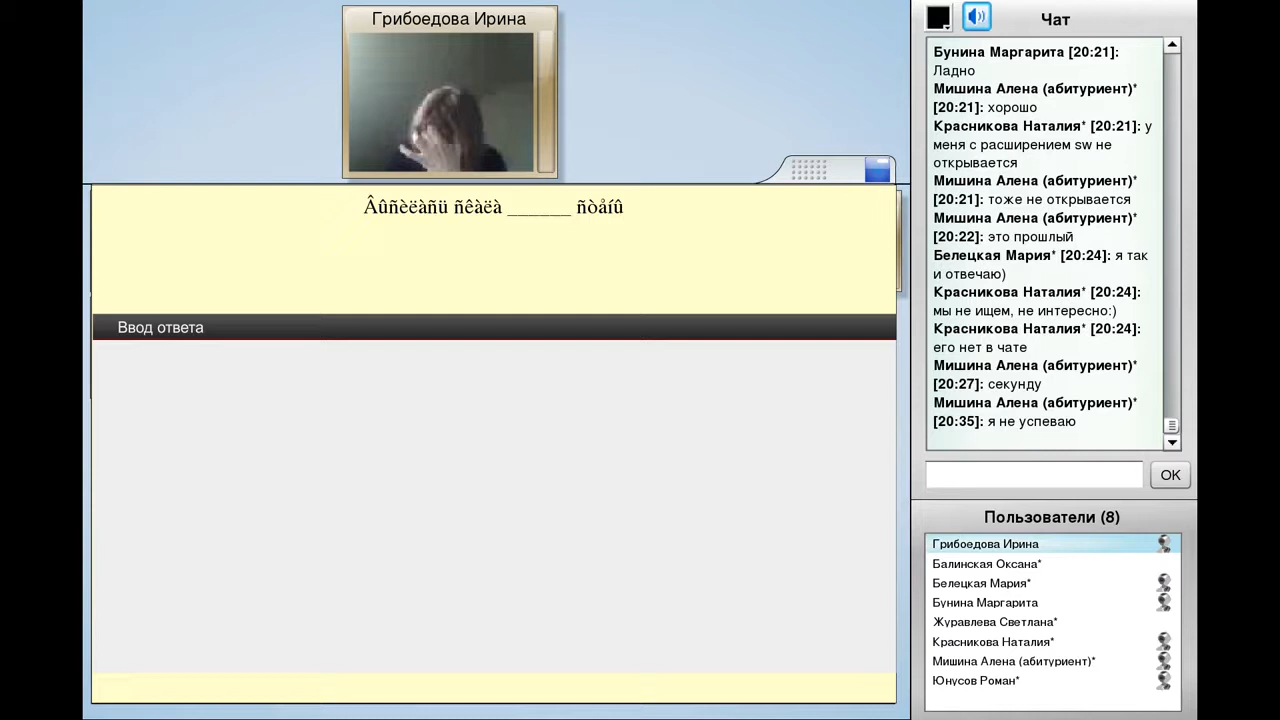 Грибоедова Ирина
Âûñèëàñü ñêàëà ______ ñòåíû
Ввод ответа
Чат
Бунина Маргарита [20:21]:
Ладно
Мишина Алена (абитуриент)*
[20:21]: хорошо
Красникова Наталия* [20:21]: у
меня с расширением sw не
открывается
Мишина Алена (абитуриент)*
[20:21]: тоже не открывается
Мишина Алена (абитуриент)*
[20:22]: это прошлый
Белецкая Мария* [20:24]: я так
и отвечаю)
Красникова Наталия* [20:24]:
мы не ищем, не интересно:)
Красникова Наталия* [20:24]:
его нет в чате
Мишина Алена (абитуриент)*
[20:27]: секунду
Мишина Алена (абитуриент)*
[20:35]: я не успеваю
OK
Пользователи (8)
Грибоедова Ирина
Балинская Оксана*
Белецкая Мария*
Бунина Маргарита
Журавлева Светлана*
Красникова Наталия*
Мишина Алена (абитуриент)*
Юнусов Роман*